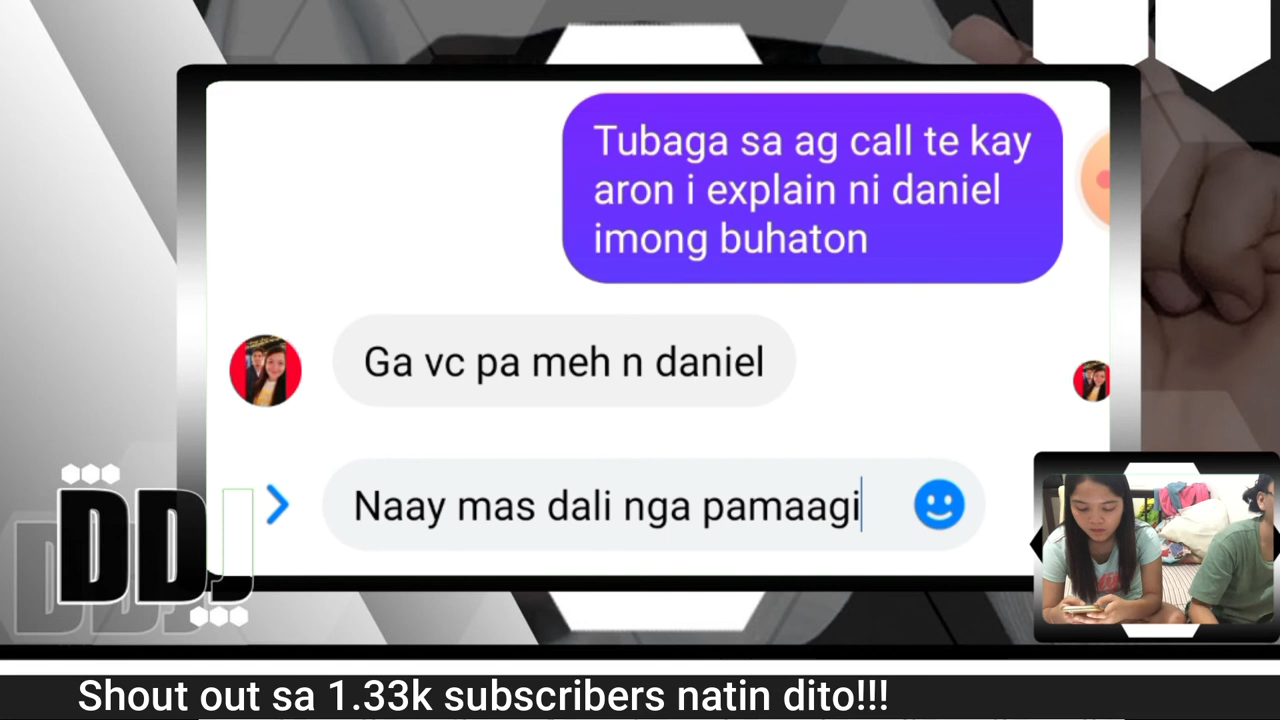 Tubaga sa ag call te kay
aron i explain ni daniel
imong buhaton
Ga vc pa meh n daniel
Naay mas dali nga pamaagi
DDJ
Shout out sa 1.33k subscribers natin dito!!!